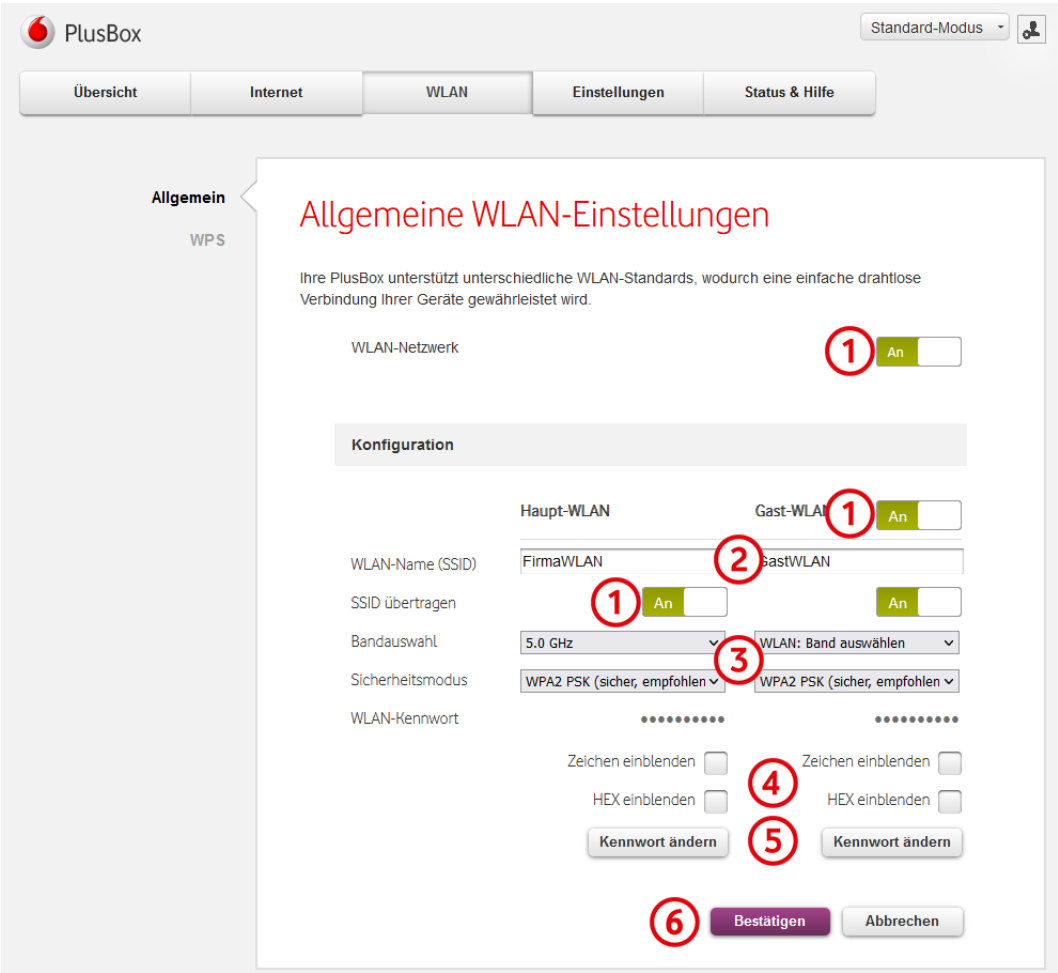 PlusBox
Standard-Modus
Übersicht Internet WLAN Einstellungen Status & Hilfe
Allgemein
WPS
Allgemeine WLAN-Einstellungen
Ihre PlusBox unterstützt unterschiedliche WLAN-Standards, wodurch eine einfache drahtlose
Verbindung Ihrer Geräte gewährleistet wird.
WLAN-Netzwerk 1 An
Konfiguration
Haupt-WLAN Gast-WLAN 1 An
WLAN-Name (SSID) FirmaWLAN 2 GastWLAN
SSID übertragen 1 An An
Bandauswahl 5.0 GHz WLAN: Band auswählen
3
Sicherheitsmodus WPA2 PSK (sicher, empfohlen WPA2 PSK (sicher, empfohlen
WLAN-Kennwort •••••••••• ••••••••••
Zeichen einblenden Zeichen einblenden
4
HEX einblenden HEX einblenden
Kennwort ändern 5 Kennwort ändern
6 Bestätigen Abbrechen